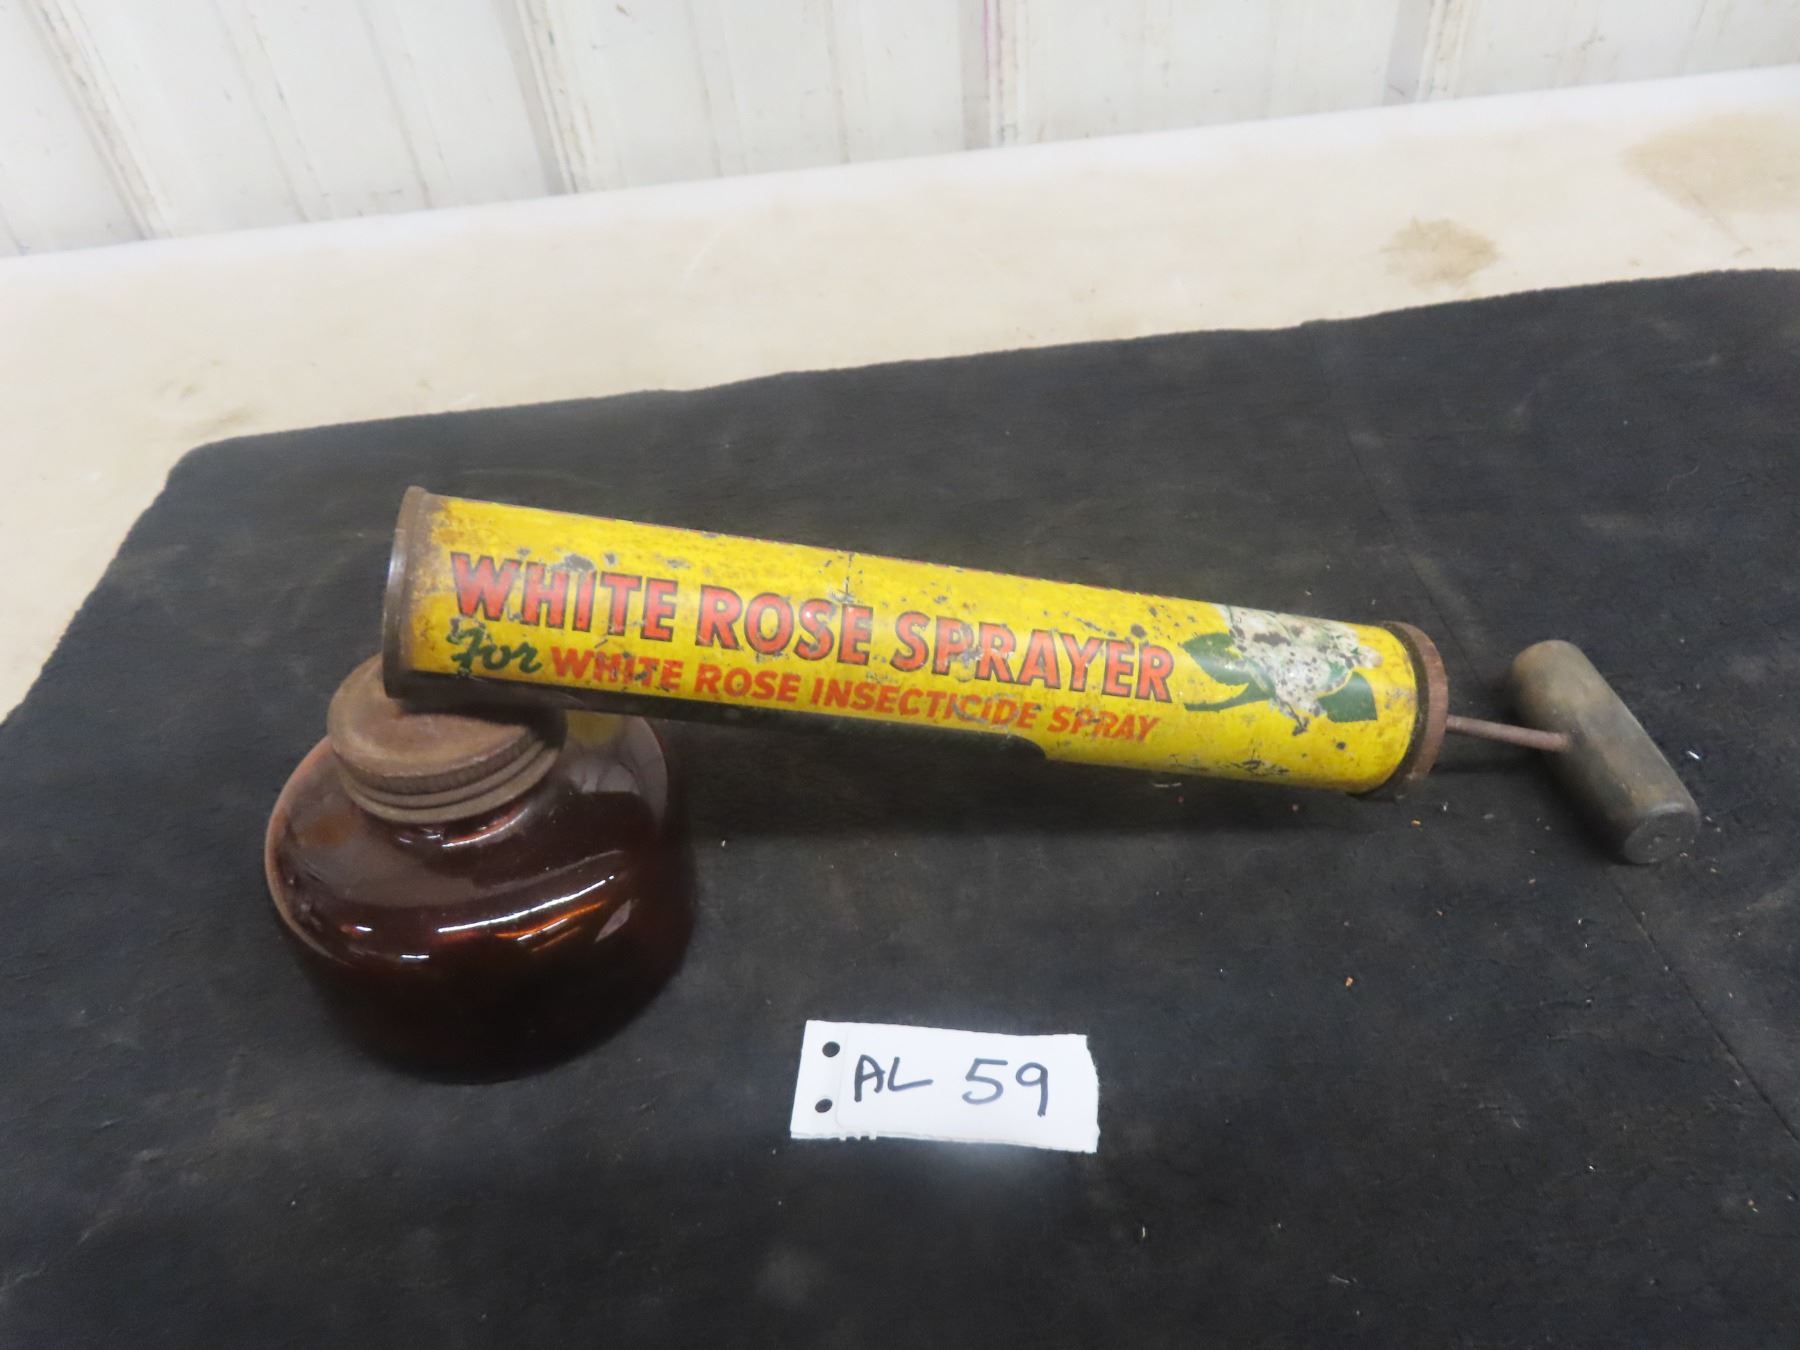 WHITE ROSE SPRAYER
For WHITE ROSE INSECTICIDE SPRAY
AL 59